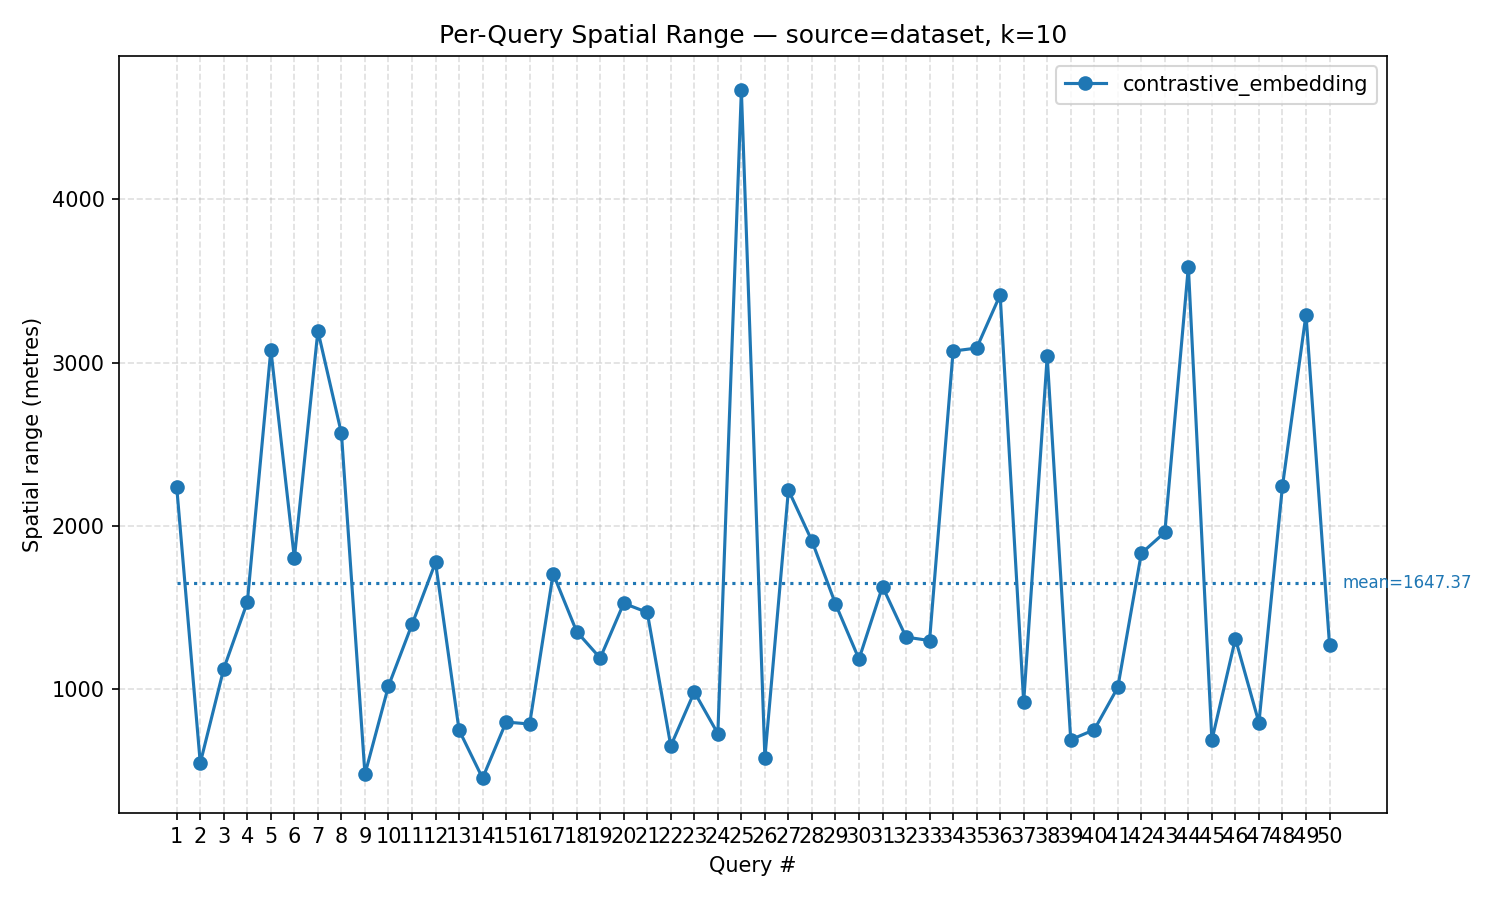 Per-Query Spatial Range — source=dataset, k=10
contrastive_embedding
4000
3000
2000
1000
Spatial range (metres)
mean=1647.37
1 2 3 4 5 6 7 8 9 10 11 12 13 14 15 16 17 18 19 20 21 22 23 24 25 26 27 28 29 30 31 32 33 34 35 36 37 38 39 40 41 42 43 44 45 46 47 48 49 50
Query #